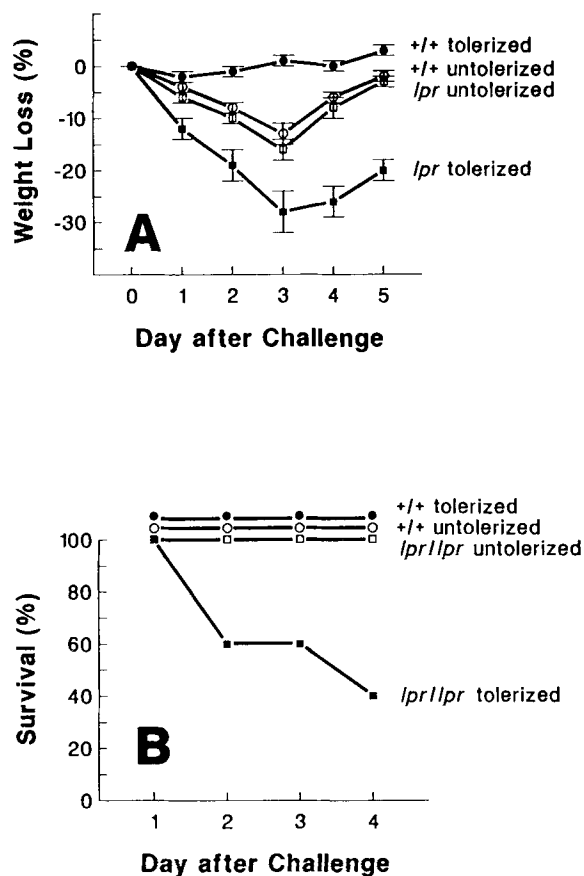 Weight Loss (%)
0
-10
-20
-30
+/+ tolerized
+/+ untolerized
lpr untolerized
lpr tolerized
A
0 1 2 3 4 5
Day after Challenge
Survival (%)
100
80
60
40
20
0
+/+ tolerized
+/+ untolerized
lpr/lpr untolerized
lpr/lpr tolerized
B
1 2 3 4
Day after Challenge